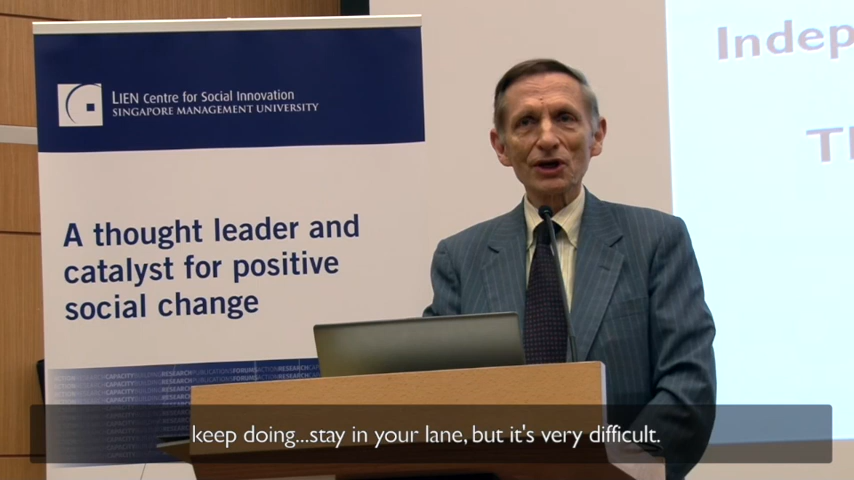 LIEN Centre for Social Innovation
SINGAPORE MANAGEMENT UNIVERSITY
A thought leader and
catalyst for positive
social change
Indep
Th
keep doing...stay in your lane, but it's very difficult.